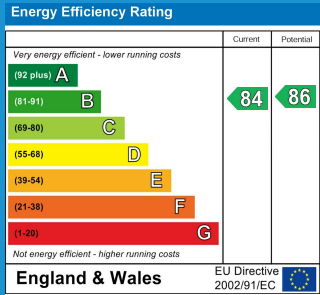 Energy Efficiency Rating
Current Potential
Very energy efficient - lower running costs
(92 plus) A
(81-91) B
84 86
(69-80) C
(55-68) D
(39-54) E
(21-38) F
(1-20) G
Not energy efficient - higher running costs
England & Wales
EU Directive
2002/91/EC